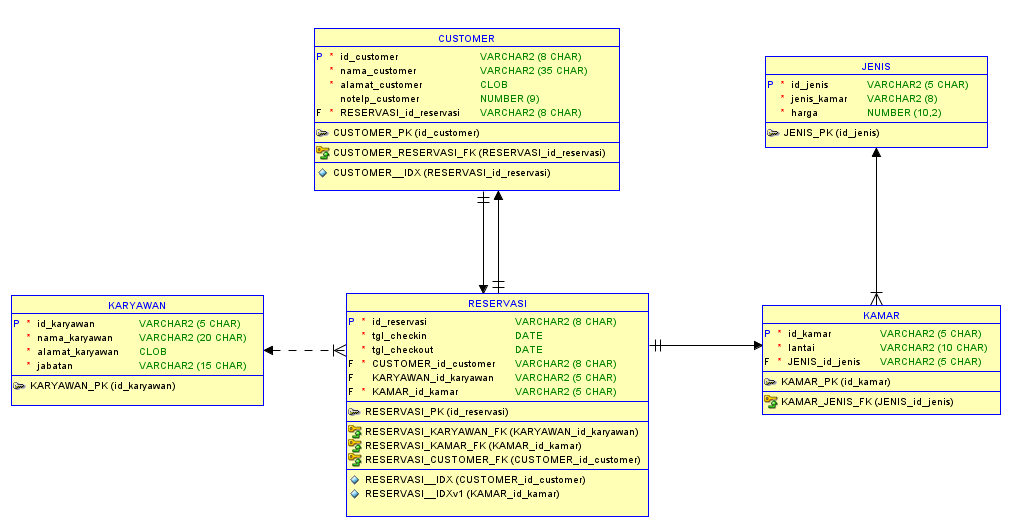 CUSTOMER
P * id_customer VARCHAR2 (8 CHAR)
* nama_customer VARCHAR2 (35 CHAR)
* alamat_customer CLOB
notelp_customer NUMBER (9)
F * RESERVASI_id_reservasi VARCHAR2 (8 CHAR)
CUSTOMER_PK (id_customer)
CUSTOMER_RESERVASI_FK (RESERVASI_id_reservasi)
CUSTOMER__IDX (RESERVASI_id_reservasi)
JENIS
P * id_jenis VARCHAR2 (5 CHAR)
* jenis_kamar VARCHAR2 (8)
* harga NUMBER (10,2)
JENIS_PK (id_jenis)
KARYAWAN
P * id_karyawan VARCHAR2 (5 CHAR)
* nama_karyawan VARCHAR2 (20 CHAR)
* alamat_karyawan CLOB
* jabatan VARCHAR2 (15 CHAR)
KARYAWAN_PK (id_karyawan)
RESERVASI
P * id_reservasi VARCHAR2 (8 CHAR)
* tgl_checkin DATE
* tgl_checkout DATE
F * CUSTOMER_id_customer VARCHAR2 (8 CHAR)
F KARYAWAN_id_karyawan VARCHAR2 (5 CHAR)
F * KAMAR_id_kamar VARCHAR2 (5 CHAR)
RESERVASI_PK (id_reservasi)
RESERVASI_KARYAWAN_FK (KARYAWAN_id_karyawan)
RESERVASI_KAMAR_FK (KAMAR_id_kamar)
RESERVASI_CUSTOMER_FK (CUSTOMER_id_customer)
RESERVASI__IDX (CUSTOMER_id_customer)
RESERVASI__IDXv1 (KAMAR_id_kamar)
KAMAR
P * id_kamar VARCHAR2 (5 CHAR)
* lantai VARCHAR2 (10 CHAR)
F * JENIS_id_jenis VARCHAR2 (5 CHAR)
KAMAR_PK (id_kamar)
KAMAR_JENIS_FK (JENIS_id_jenis)